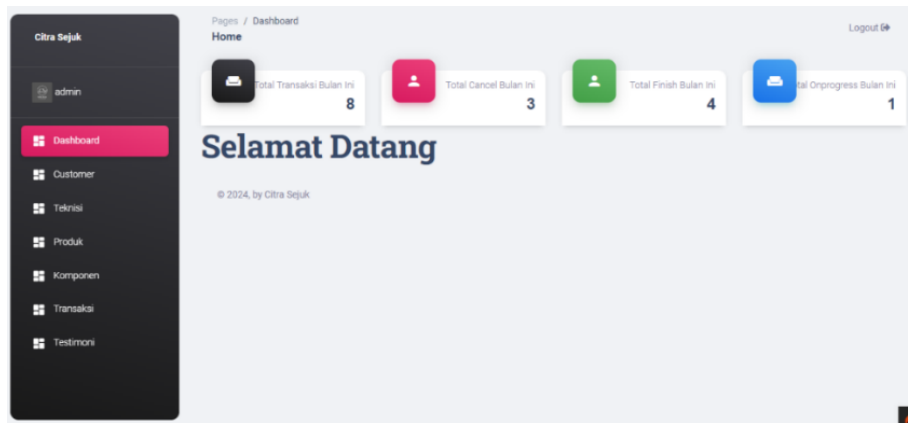 Citra Sejuk
admin
Dashboard
Customer
Teknisi
Produk
Komponen
Transaksi
Testimoni
Pages / Dashboard
Home
Logout
Total Transaksi Bulan Ini
8
Total Cancel Bulan Ini
3
Total Finish Bulan Ini
4
tal Onprogress Bulan Ini
1
Selamat Datang
© 2024, by Citra Sejuk